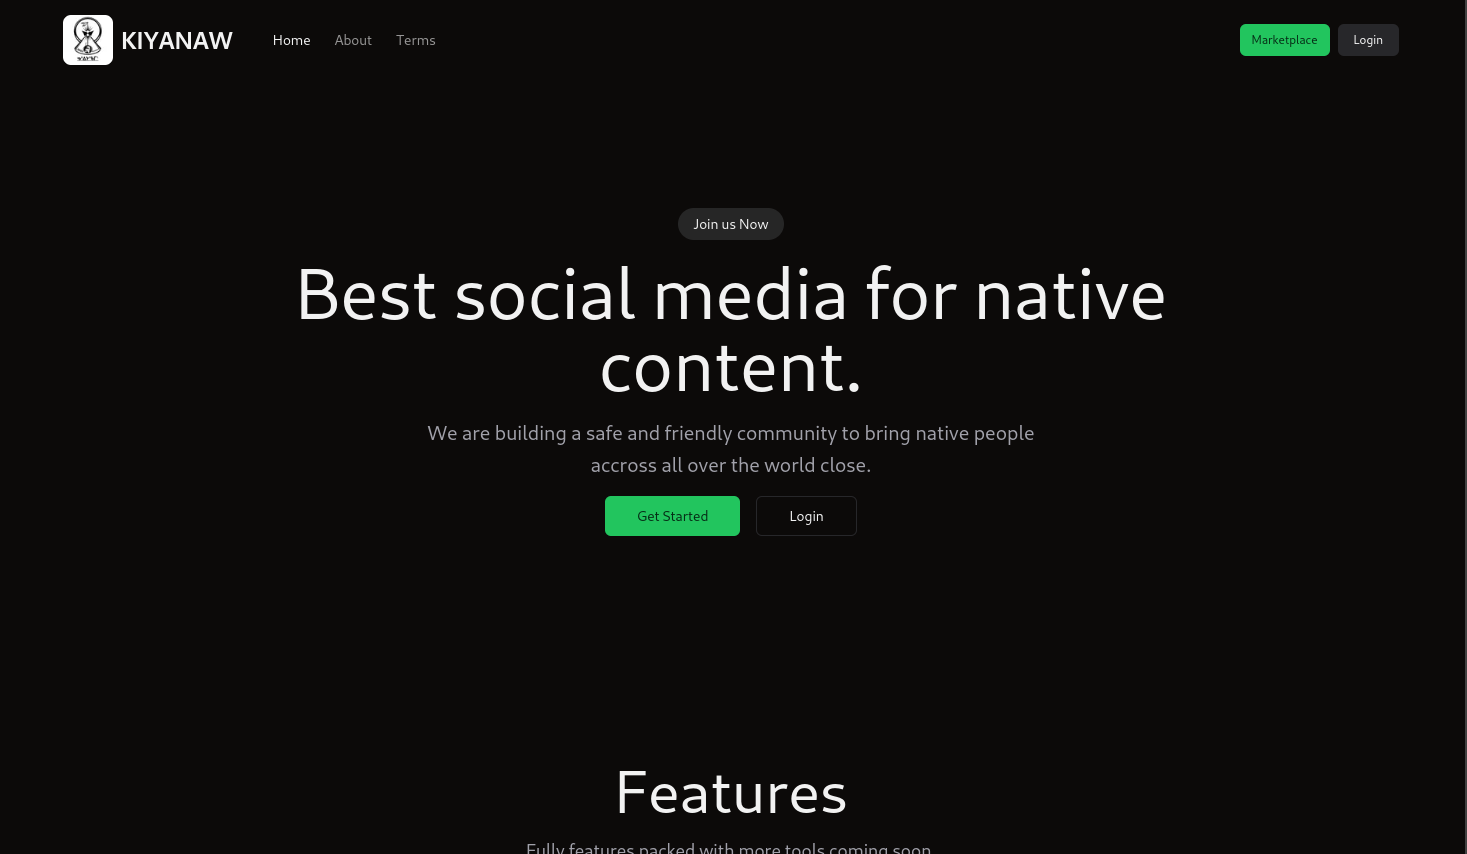 KIYANAW
Home
About
Terms
Marketplace
Login
Join us Now
Best social media for native
content.
We are building a safe and friendly community to bring native people
accross all over the world close.
Get Started
Login
Features
Fully features packed with more tools coming soon